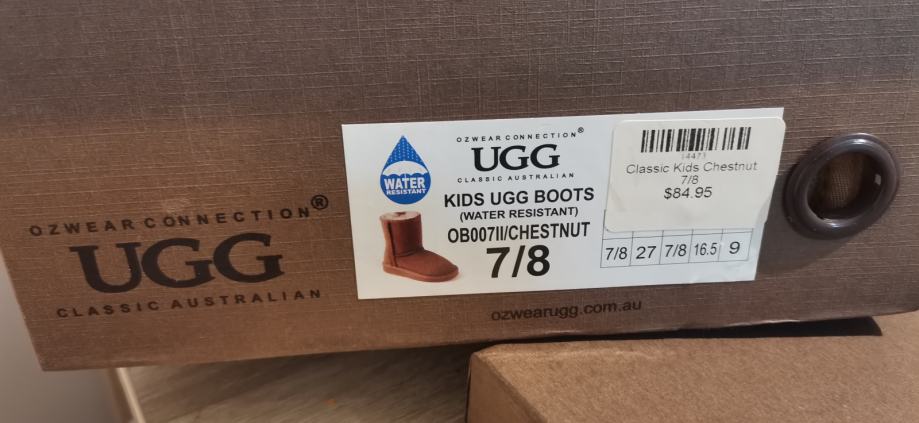 OZWEAR CONNECTION®
UGG
CLASSIC AUSTRALIAN
WATER
RESISTANT
OZWEAR CONNECTION®
UGG
CLASSIC AUSTRALIAN
KIDS UGG BOOTS
(WATER RESISTANT)
OB007II/CHESTNUT
7/8
14473
Classic Kids Chestnut
7/8
$84.95
7/8 27 7/8 16.5 9
ozwearugg.com.au